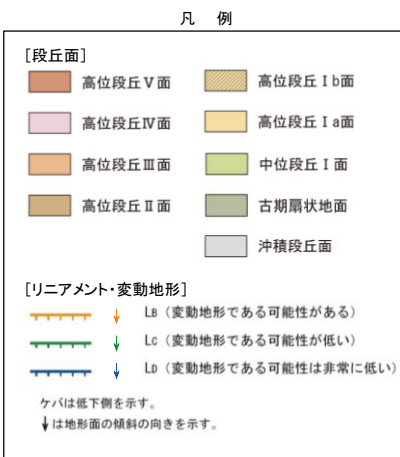 凡 例
[段丘面]
高位段丘Ⅴ面
高位段丘Ⅰb面
高位段丘Ⅳ面
高位段丘Ⅰa面
高位段丘Ⅲ面
中位段丘Ⅰ面
高位段丘Ⅱ面
古期扇状地面
沖積段丘面
[リニアメント・変動地形]
LB（変動地形である可能性がある）
LC（変動地形である可能性が低い）
LD（変動地形である可能性は非常に低い）
ケバは低下側を示す。
↓は地形面の傾斜の向きを示す。